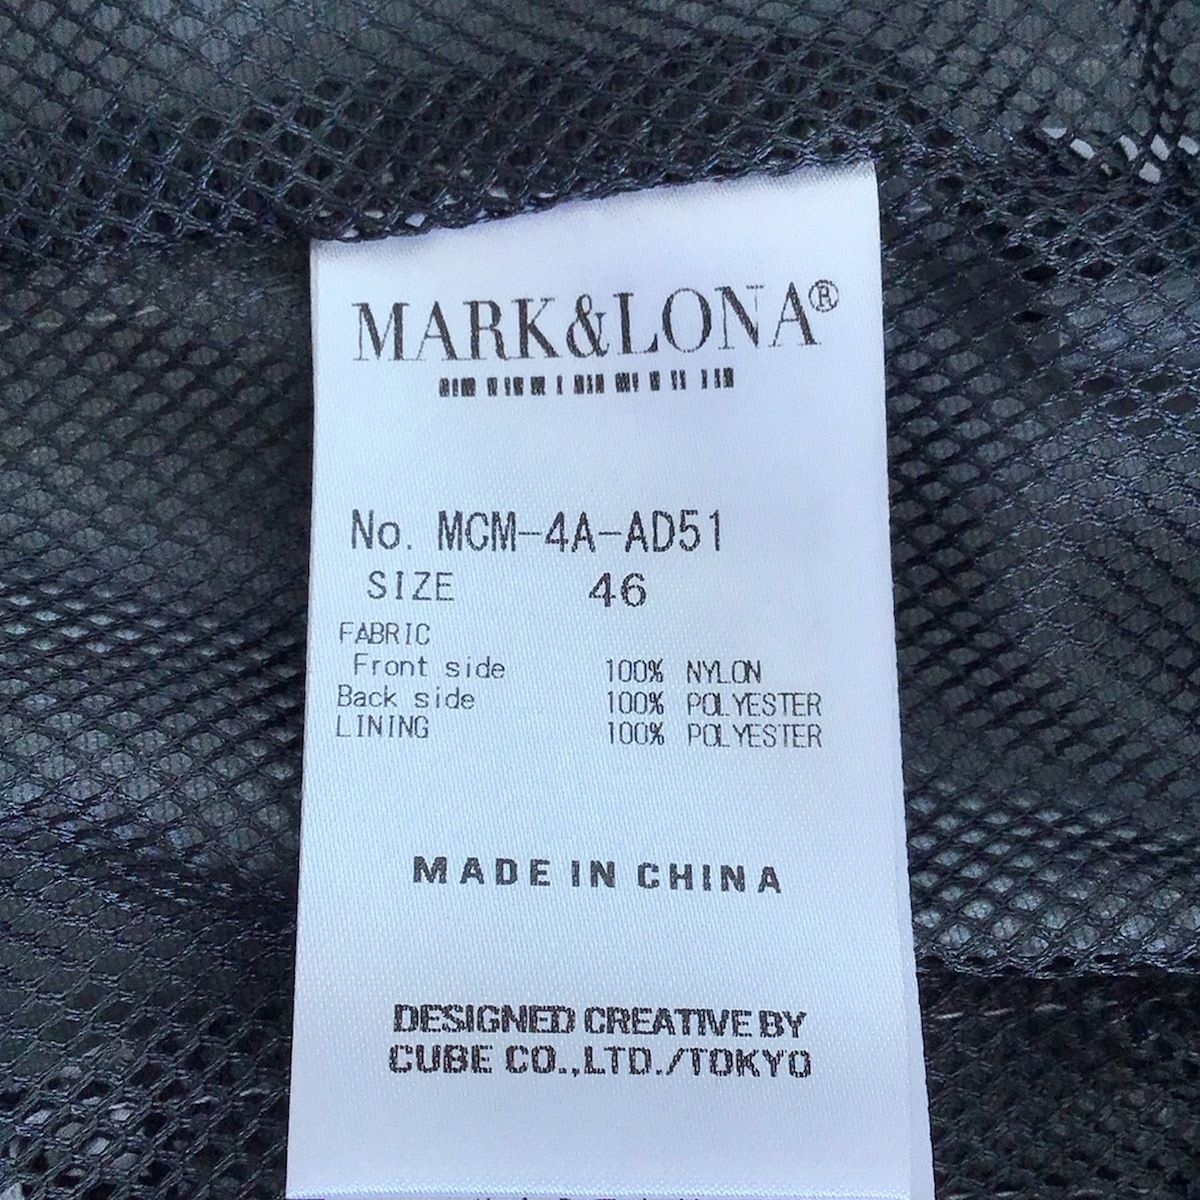 MARK&LONA®
No. MCM-4A-AD51
SIZE 46
FABRIC
Front side 100% NYLON
Back side 100% POLYESTER
LINING 100% POLYESTER
MADE IN CHINA
DESIGNED CREATIVE BY
CUBE CO.,LTD./TOKYO